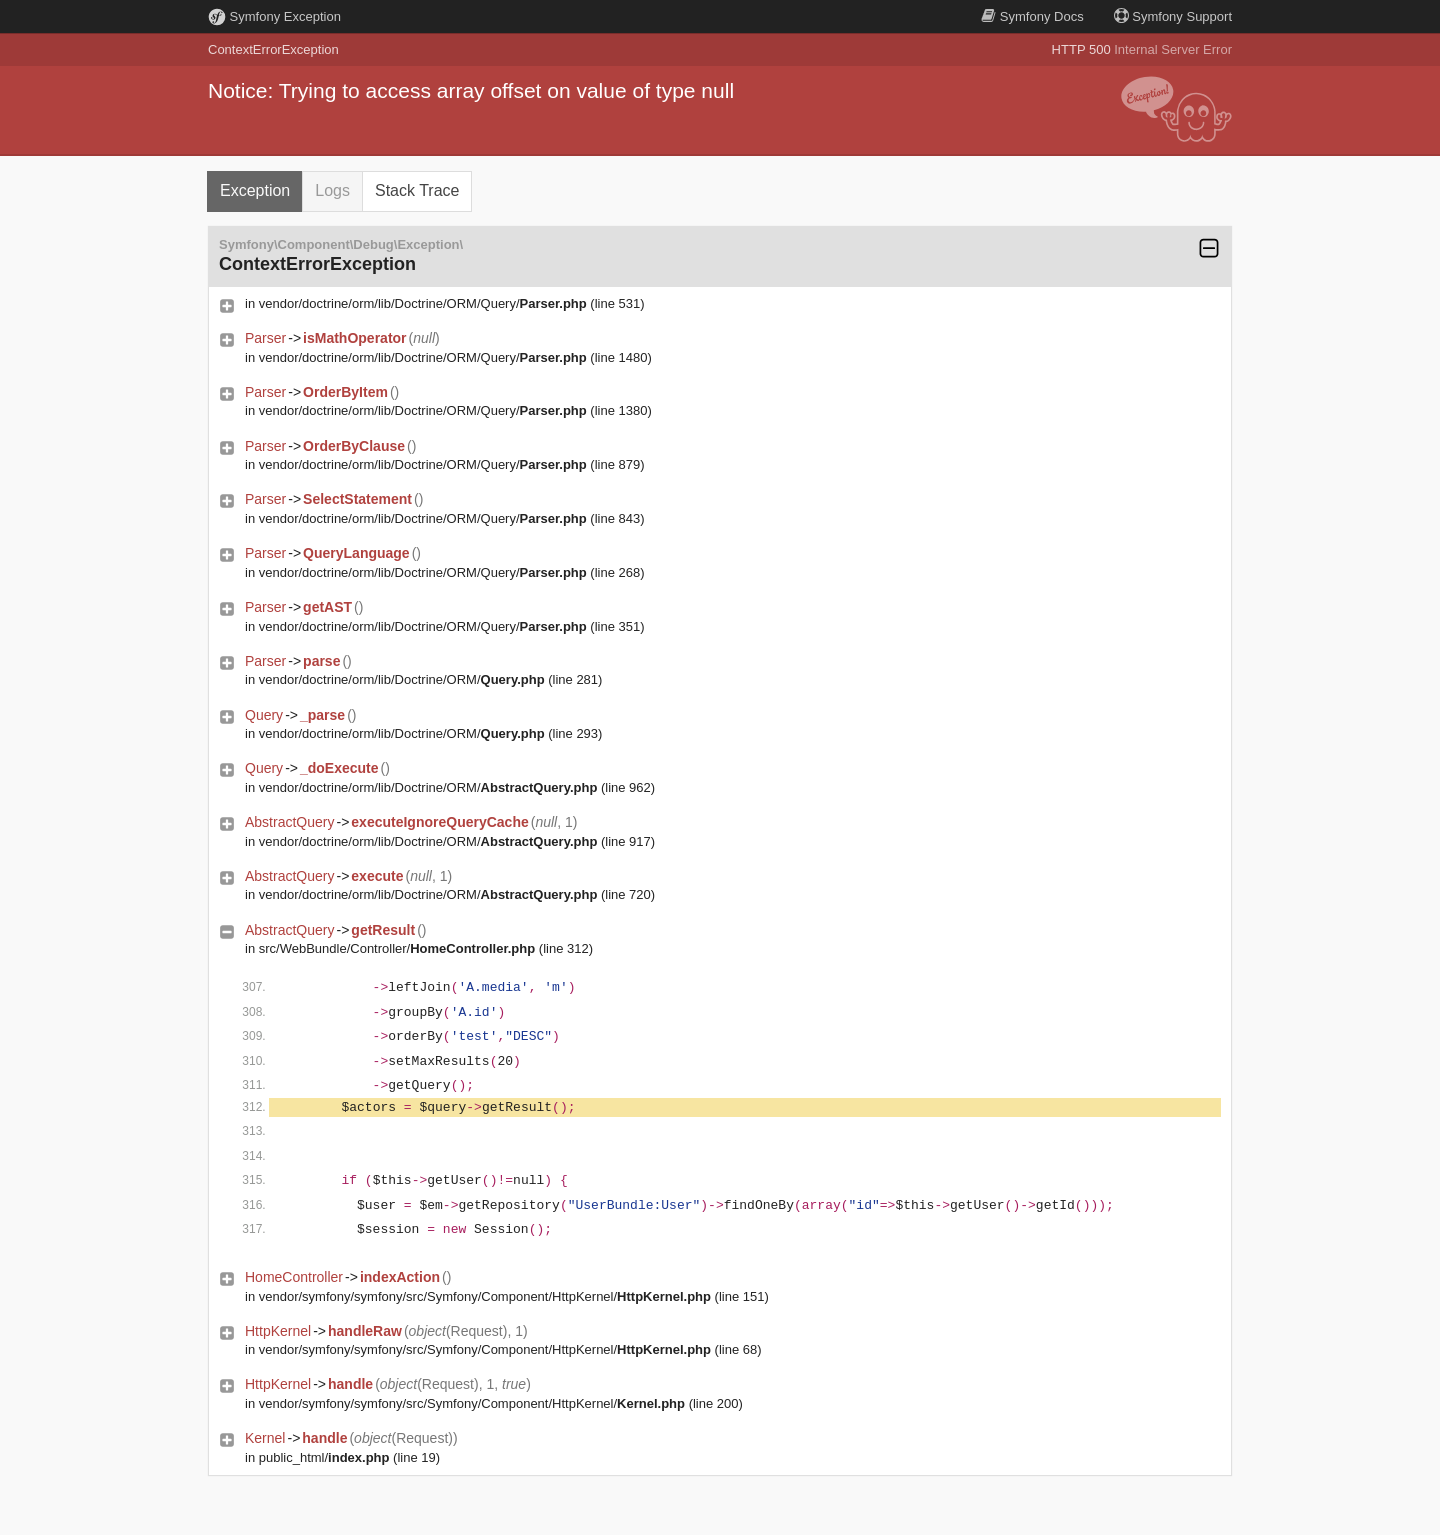 Symfony Exception
Symfony Docs
Symfony Support
ContextErrorException
HTTP 500 Internal Server Error
Notice: Trying to access array offset on value of type null
Exception!
Exception
Logs
Stack Trace
Symfony\Component\Debug\Exception\
ContextErrorException
in vendor/doctrine/orm/lib/Doctrine/ORM/Query/Parser.php (line 531)
Parser->isMathOperator(null)
in vendor/doctrine/orm/lib/Doctrine/ORM/Query/Parser.php (line 1480)
Parser->OrderByItem()
in vendor/doctrine/orm/lib/Doctrine/ORM/Query/Parser.php (line 1380)
Parser->OrderByClause()
in vendor/doctrine/orm/lib/Doctrine/ORM/Query/Parser.php (line 879)
Parser->SelectStatement()
in vendor/doctrine/orm/lib/Doctrine/ORM/Query/Parser.php (line 843)
Parser->QueryLanguage()
in vendor/doctrine/orm/lib/Doctrine/ORM/Query/Parser.php (line 268)
Parser->getAST()
in vendor/doctrine/orm/lib/Doctrine/ORM/Query/Parser.php (line 351)
Parser->parse()
in vendor/doctrine/orm/lib/Doctrine/ORM/Query.php (line 281)
Query->_parse()
in vendor/doctrine/orm/lib/Doctrine/ORM/Query.php (line 293)
Query->_doExecute()
in vendor/doctrine/orm/lib/Doctrine/ORM/AbstractQuery.php (line 962)
AbstractQuery->executeIgnoreQueryCache(null, 1)
in vendor/doctrine/orm/lib/Doctrine/ORM/AbstractQuery.php (line 917)
AbstractQuery->execute(null, 1)
in vendor/doctrine/orm/lib/Doctrine/ORM/AbstractQuery.php (line 720)
AbstractQuery->getResult()
in src/WebBundle/Controller/HomeController.php (line 312)
307. ->leftJoin('A.media', 'm')
308. ->groupBy('A.id')
309. ->orderBy('test',"DESC")
310. ->setMaxResults(20)
311. ->getQuery();
312. $actors = $query->getResult();
313.
314.
315. if ($this->getUser()!=null) {
316. $user = $em->getRepository("UserBundle:User")->findOneBy(array("id"=>$this->getUser()->getId()));
317. $session = new Session();
HomeController->indexAction()
in vendor/symfony/symfony/src/Symfony/Component/HttpKernel/HttpKernel.php (line 151)
HttpKernel->handleRaw(object(Request), 1)
in vendor/symfony/symfony/src/Symfony/Component/HttpKernel/HttpKernel.php (line 68)
HttpKernel->handle(object(Request), 1, true)
in vendor/symfony/symfony/src/Symfony/Component/HttpKernel/Kernel.php (line 200)
Kernel->handle(object(Request))
in public_html/index.php (line 19)